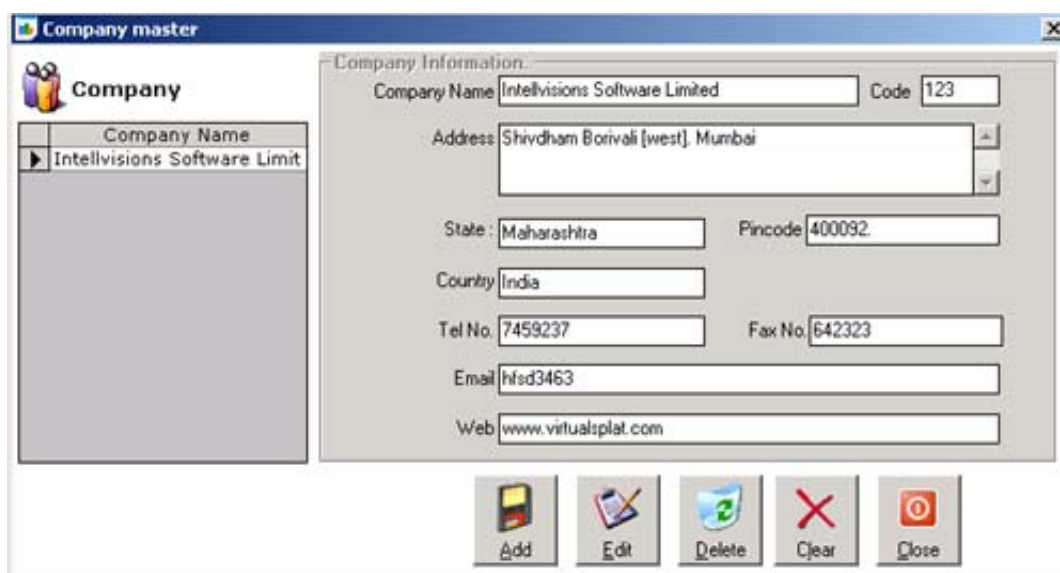 Company master
Company
Company Name
Intellvisions Software Limit
Company Information
Company Name Intellvisions Software Limited Code 123
Address Shivdham Borivali [west]. Mumbai
State : Maharashtra Pincode 400092.
Country India
Tel No. 7459237 Fax No. 642323
Email hfsd3463
Web www.virtualsplat.com
Add Edit Delete Clear Close